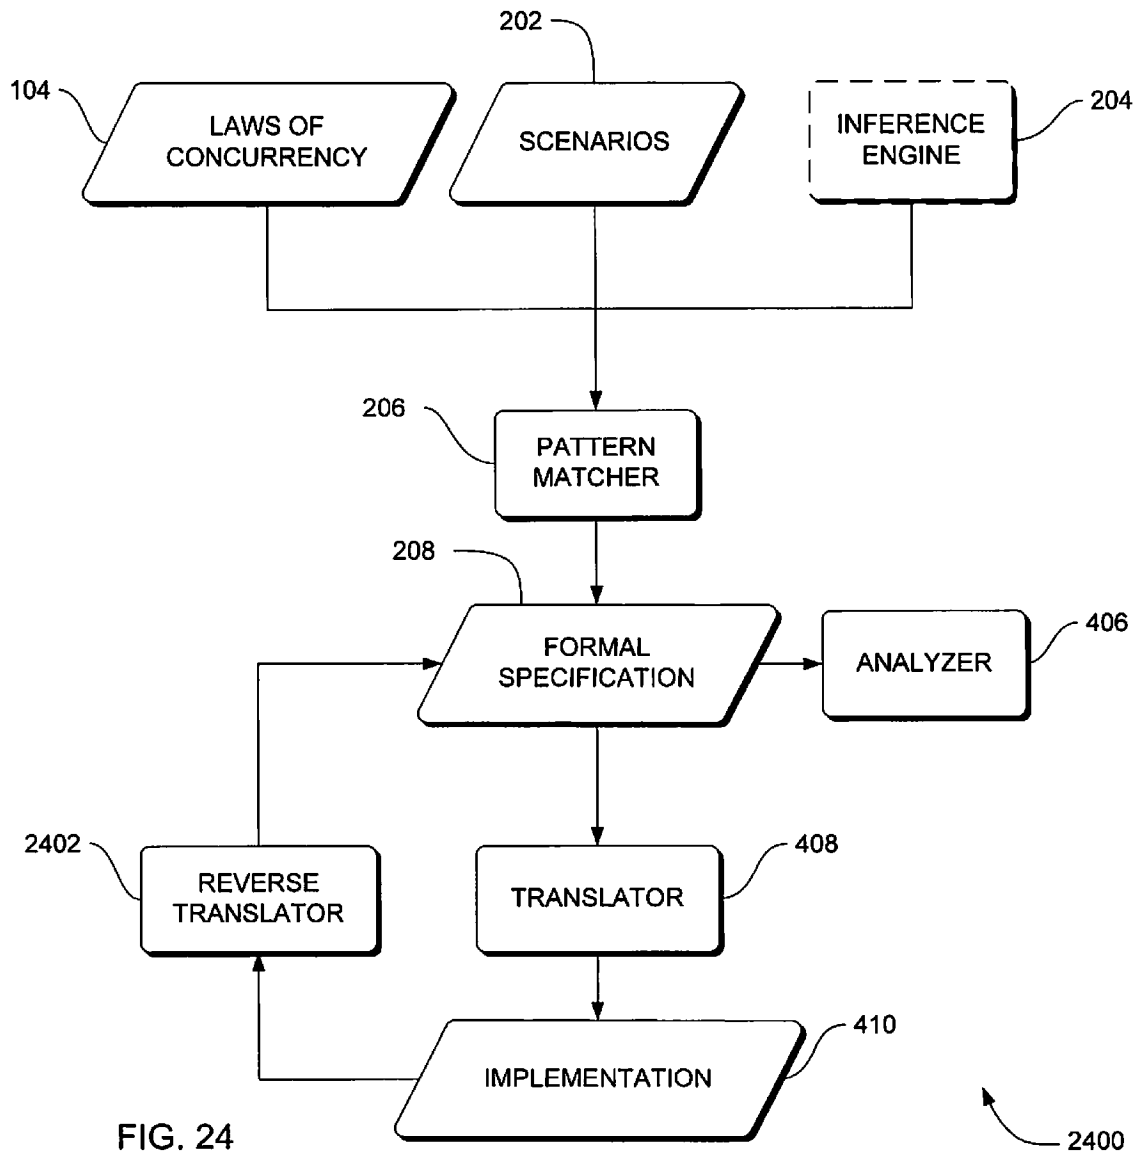 202
104
LAWS OF
CONCURRENCY
SCENARIOS
INFERENCE
ENGINE
204
206
PATTERN
MATCHER
208
FORMAL
SPECIFICATION
ANALYZER
406
2402
REVERSE
TRANSLATOR
TRANSLATOR
408
IMPLEMENTATION
410
FIG. 24
2400